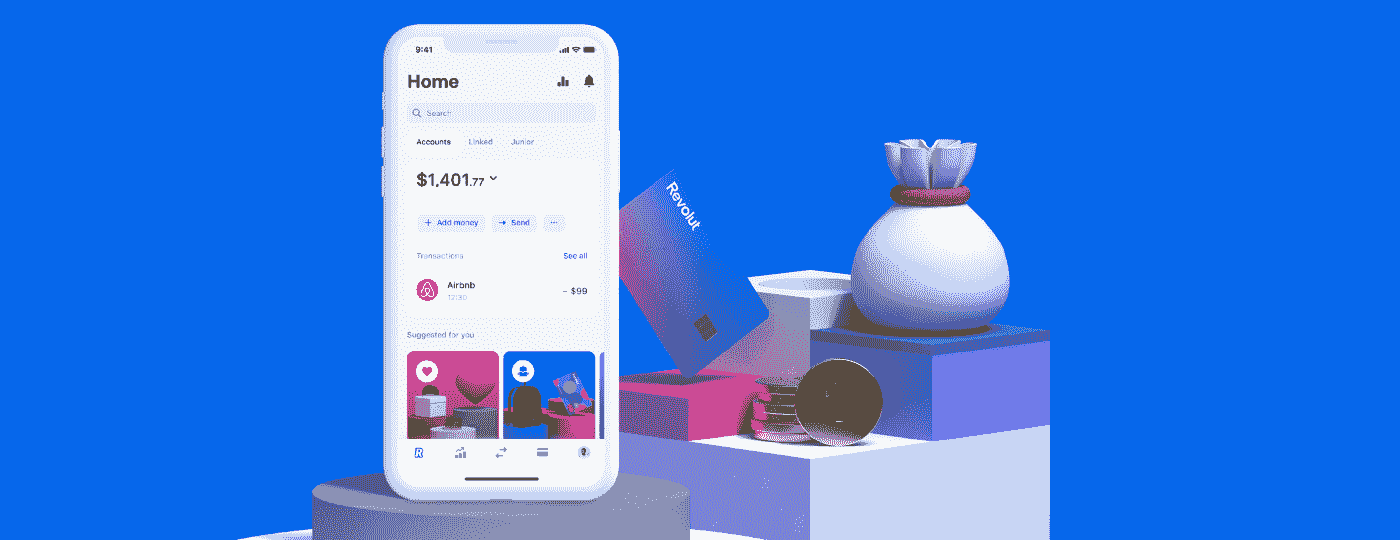 9:41
Home
Search
Accounts Linked Junior
$1,401.77
+ Add money → Send ...
Transactions See all
Airbnb - $99
12:30
Suggested for you
R
Revolut